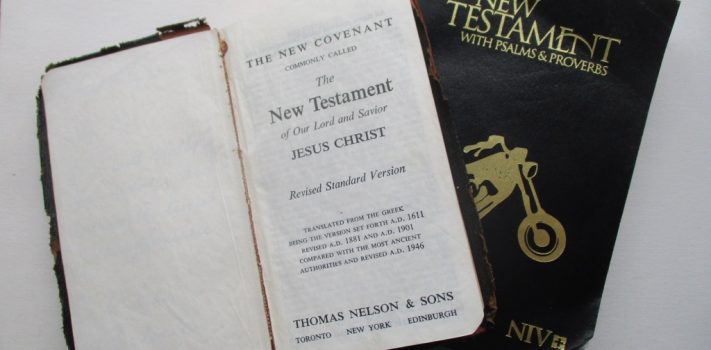 THE NEW COVENANT
COMMONLY CALLED
The
New Testament
of Our Lord and Savior
JESUS CHRIST
Revised Standard Version
TRANSLATED FROM THE GREEK
BEING THE VERSION SET FORTH A.D. 1611
REVISED A.D. 1881 AND A.D. 1901
COMPARED WITH THE MOST ANCIENT
AUTHORITIES AND REVISED A.D. 1946
THOMAS NELSON & SONS
TORONTO NEW YORK EDINBURGH
NEW
TESTAMENT
WITH PSALMS & PROVERBS
NIV